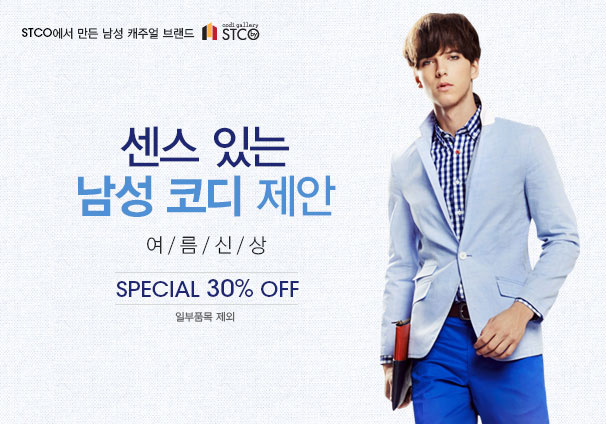 STCO에서 만든 남성 캐주얼 브랜드 codi gallery STCO
센스 있는
남성 코디 제안
여/름/신/상
SPECIAL 30% OFF
일부품목 제외